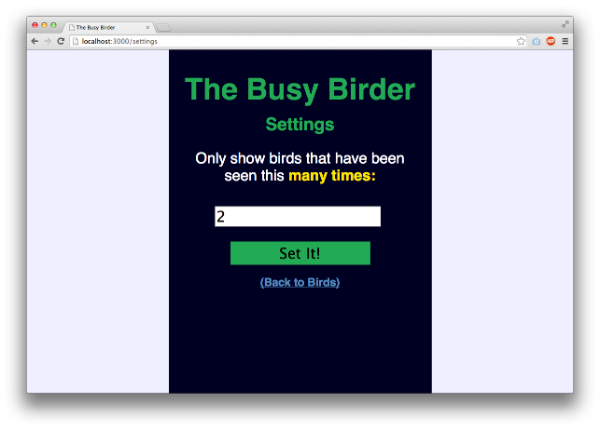 The Busy Birder
localhost:3000/settings
The Busy Birder
Settings
Only show birds that have been
seen this many times:
2
Set It!
(Back to Birds)